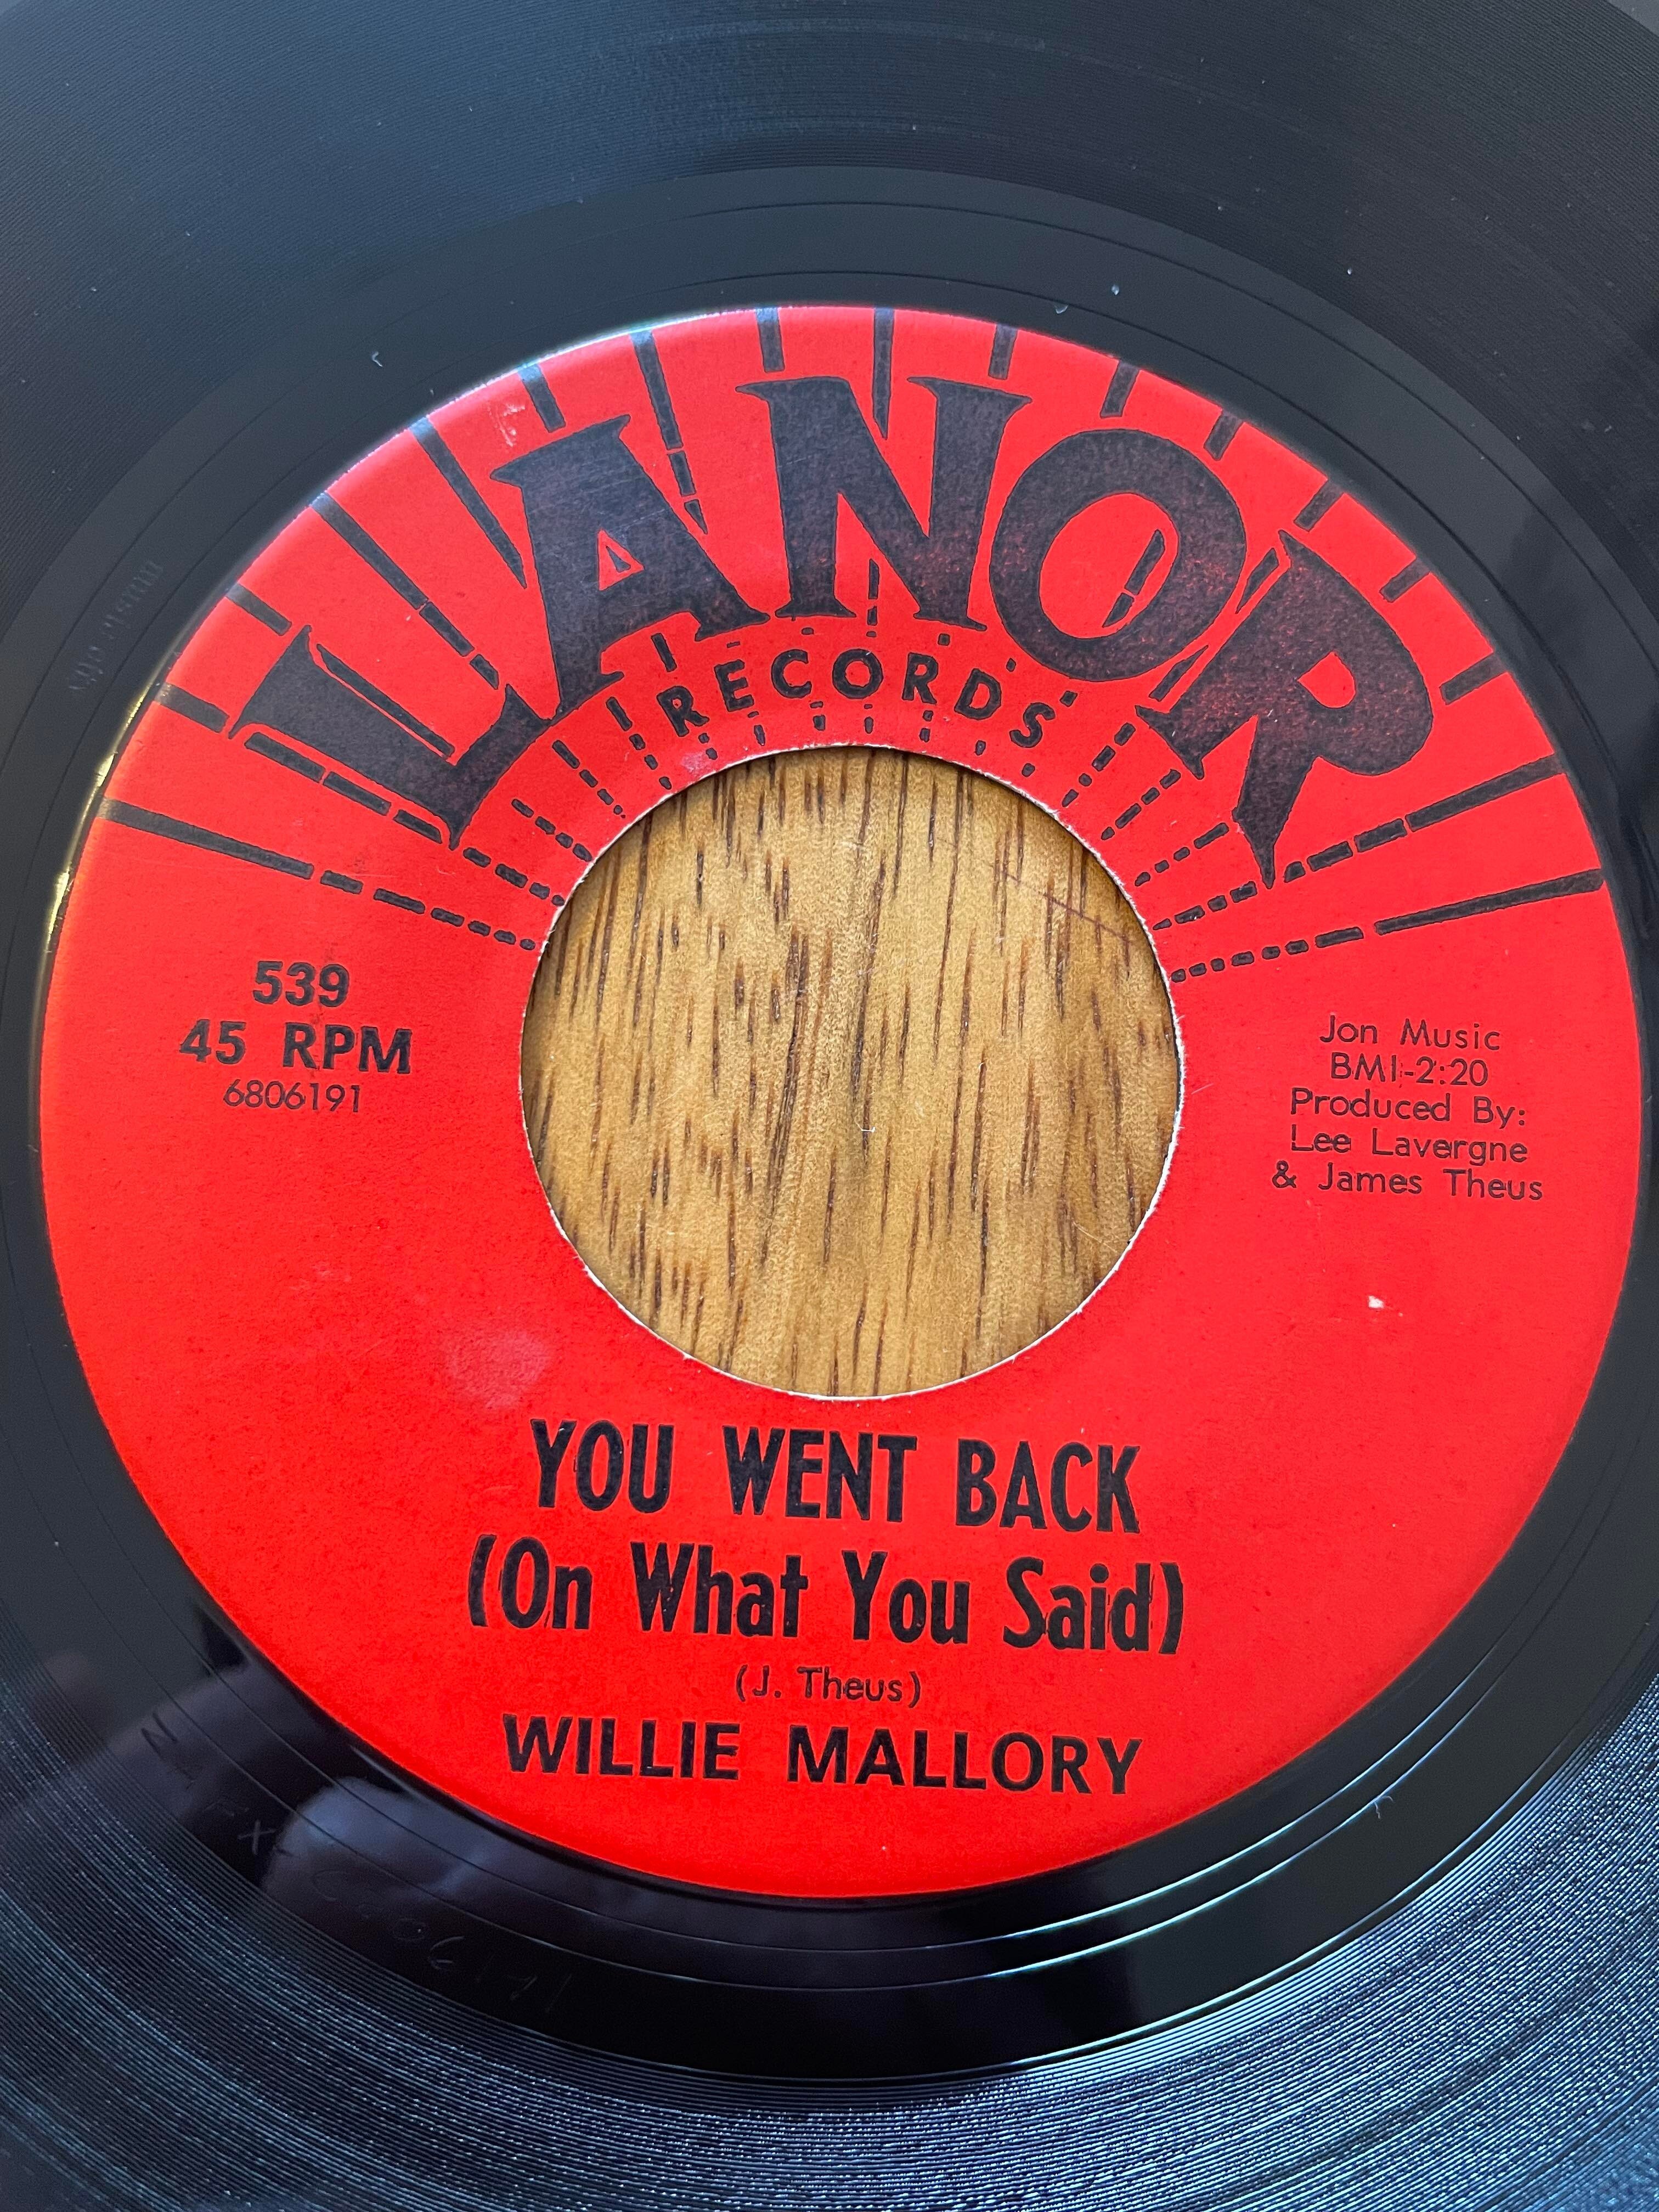 LANOR
RECORDS
539
45 RPM
6806191
Jon Music
BMI-2:20
Produced By:
Lee Lavergne
& James Theus
YOU WENT BACK
(On What You Said)
(J. Theus)
WILLIE MALLORY